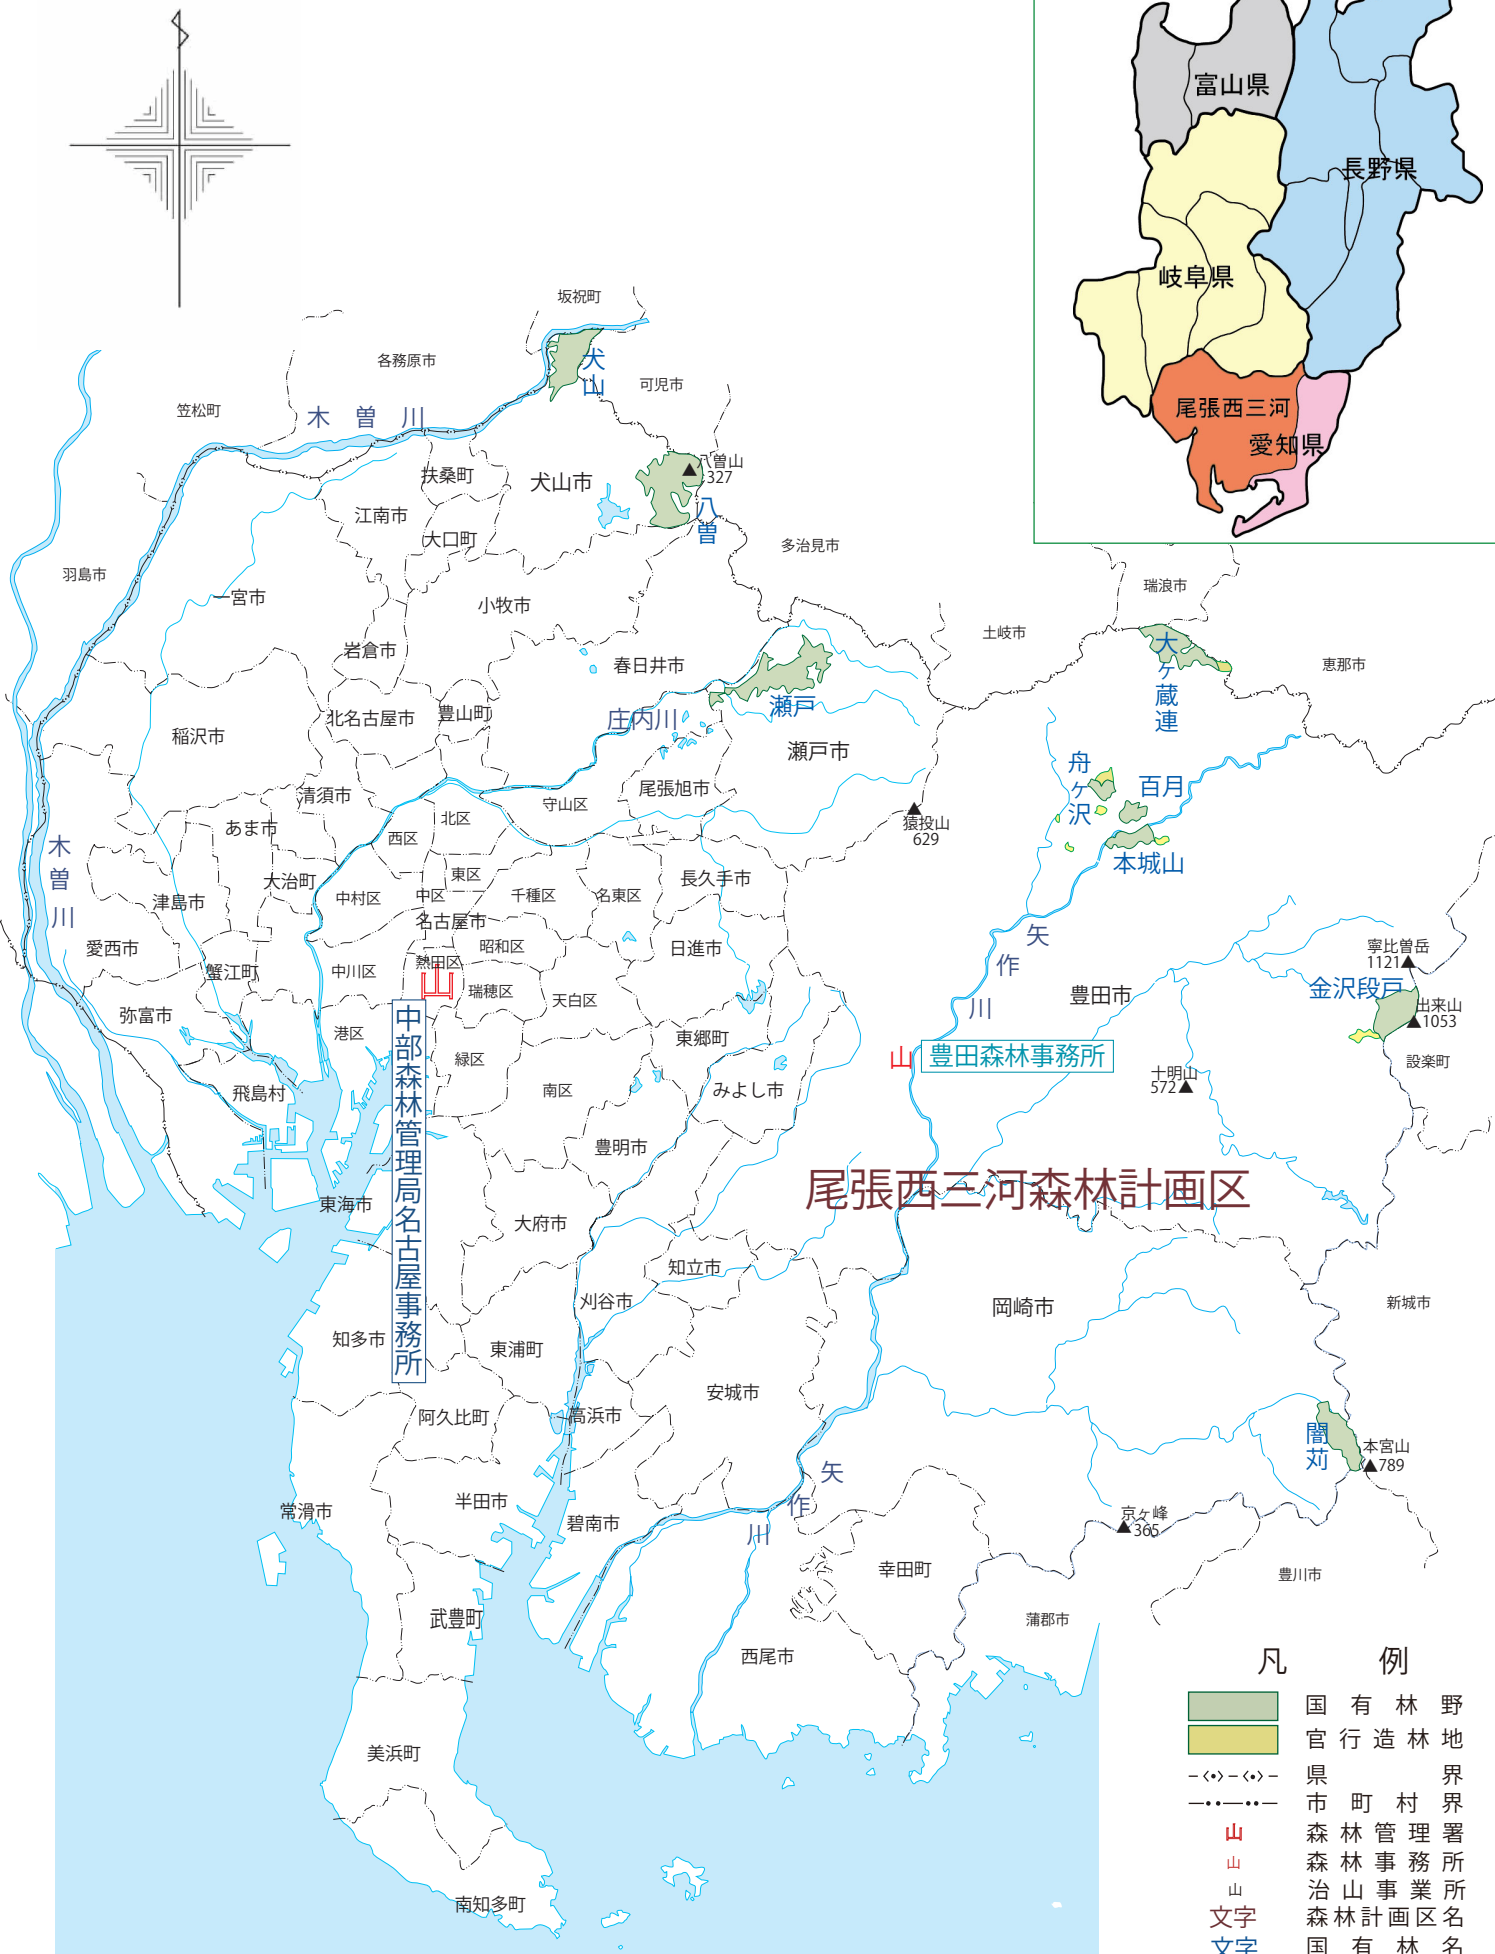 富山県
長野県
岐阜県
尾張西三河
愛知県
坂祝町
各務原市
犬山
可児市
笠松町
木曽川
八曽山
327
扶桑町
犬山市
八曽
江南市
大口町
多治見市
羽島市
一宮市
小牧市
瑞浪市
土岐市
大ヶ蔵連
恵那市
岩倉市
春日井市
瀬戸
北名古屋市
豊山町
庄内川
稲沢市
瀬戸市
舟ヶ沢
百月
清須市
尾張旭市
守山区
あま市
北区
西区
猿投山
629
本城山
木曽川
大治町
東区
長久手市
中村区
中区
千種区
名東区
津島市
名古屋市
愛西市
昭和区
日進市
矢作川
寧比曽岳
1121
蟹江町
中川区
熱田区
山
瑞穂区
天白区
豊田市
金沢段戸
出来山
1053
弥富市
港区
東郷町
中部森林管理局名古屋事務所
緑区
山
豊田森林事務所
設楽町
飛島村
南区
みよし市
十明山
572
豊明市
尾張西三河森林計画区
東海市
大府市
知立市
刈谷市
岡崎市
新城市
知多市
東浦町
安城市
阿久比町
高浜市
闇苅
本宮山
789
矢作川
常滑市
半田市
碧南市
京ヶ峰
365
幸田町
豊川市
武豊町
蒲郡市
西尾市
美浜町
南知多町
凡例
国有林野
官行造林地
県界
市町村界
山 森林管理署
山 森林事務所
山 治山事業所
文字 森林計画区名
文字 国有林名